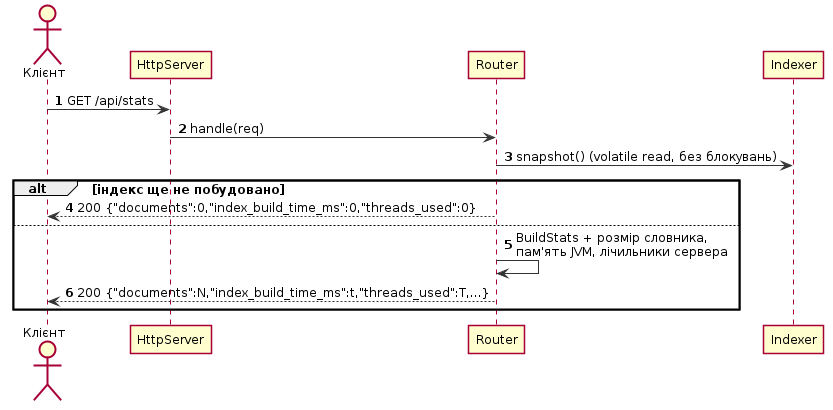 Клієнт
HttpServer
Router
Indexer
1 GET /api/stats
2 handle(req)
3 snapshot() (volatile read, без блокувань)
alt [індекс ще не побудовано]
4 200 {"documents":0,"index_build_time_ms":0,"threads_used":0}
5 BuildStats + розмір словника,
пам'ять JVM, лічильники сервера
6 200 {"documents":N,"index_build_time_ms":t,"threads_used":T,...}
Клієнт
HttpServer
Router
Indexer